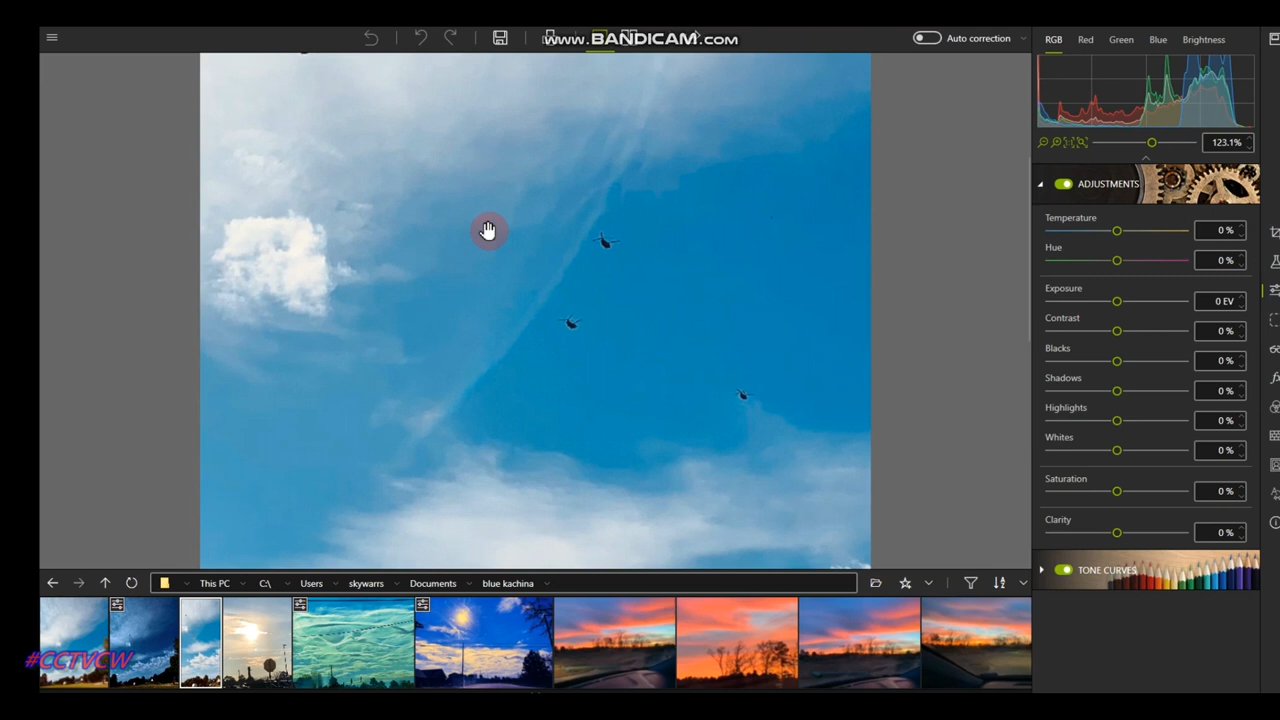 www.BANDICAM.com
Auto correction
RGB Red Green Blue Brightness
123.1%
ADJUSTMENTS
Temperature
0 %
Hue
0 %
Exposure
0 EV
Contrast
0 %
Blacks
0 %
Shadows
0 %
Highlights
0 %
Whites
0 %
Saturation
0 %
Clarity
0 %
TONE CURVES
This PC C:\ Users skywarrs Documents blue kachina
#CCTVCW